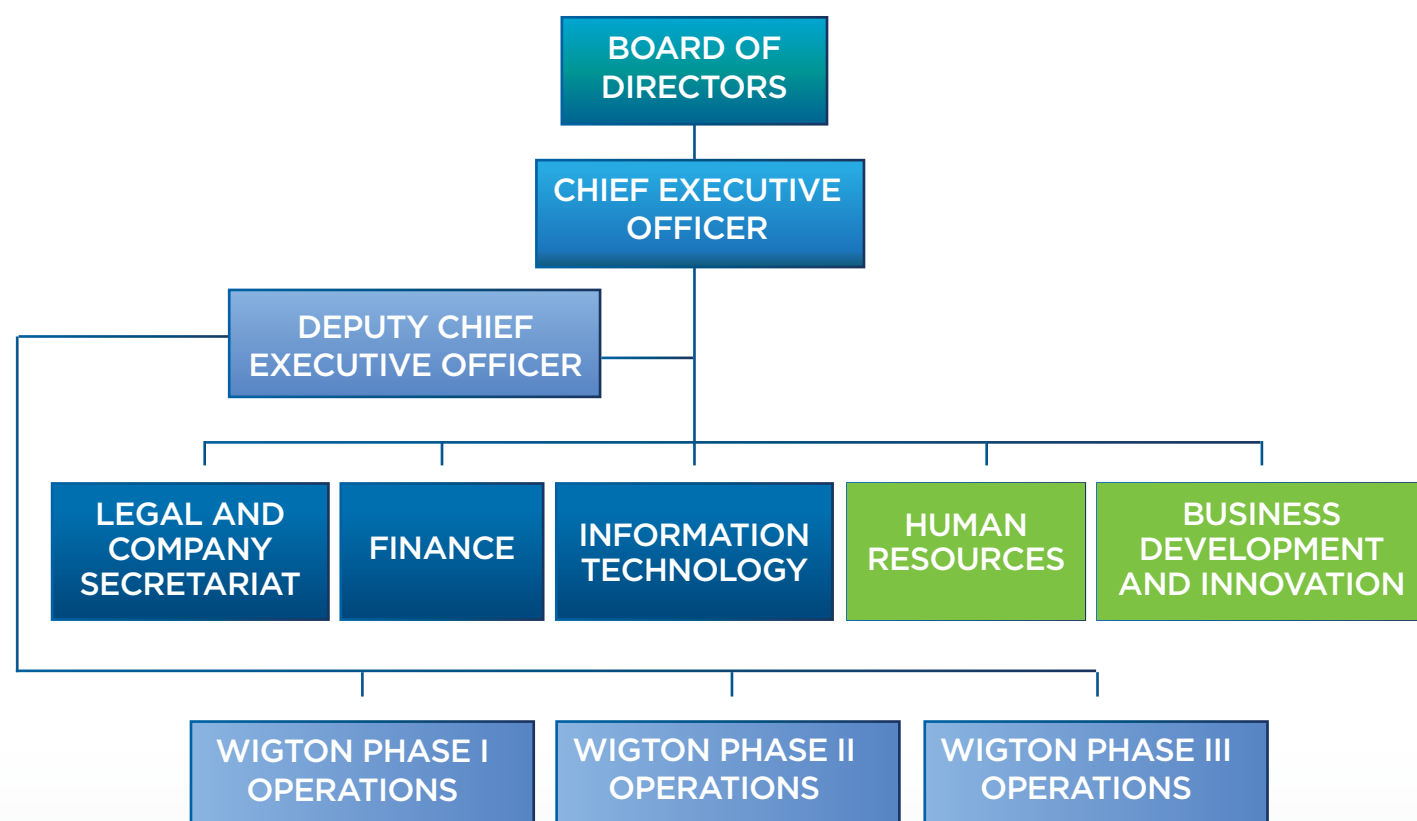 BOARD OF
DIRECTORS
CHIEF EXECUTIVE
OFFICER
DEPUTY CHIEF
EXECUTIVE OFFICER
LEGAL AND
COMPANY
SECRETARIAT
FINANCE
INFORMATION
TECHNOLOGY
HUMAN
RESOURCES
BUSINESS
DEVELOPMENT
AND INNOVATION
WIGTON PHASE I
OPERATIONS
WIGTON PHASE II
OPERATIONS
WIGTON PHASE III
OPERATIONS